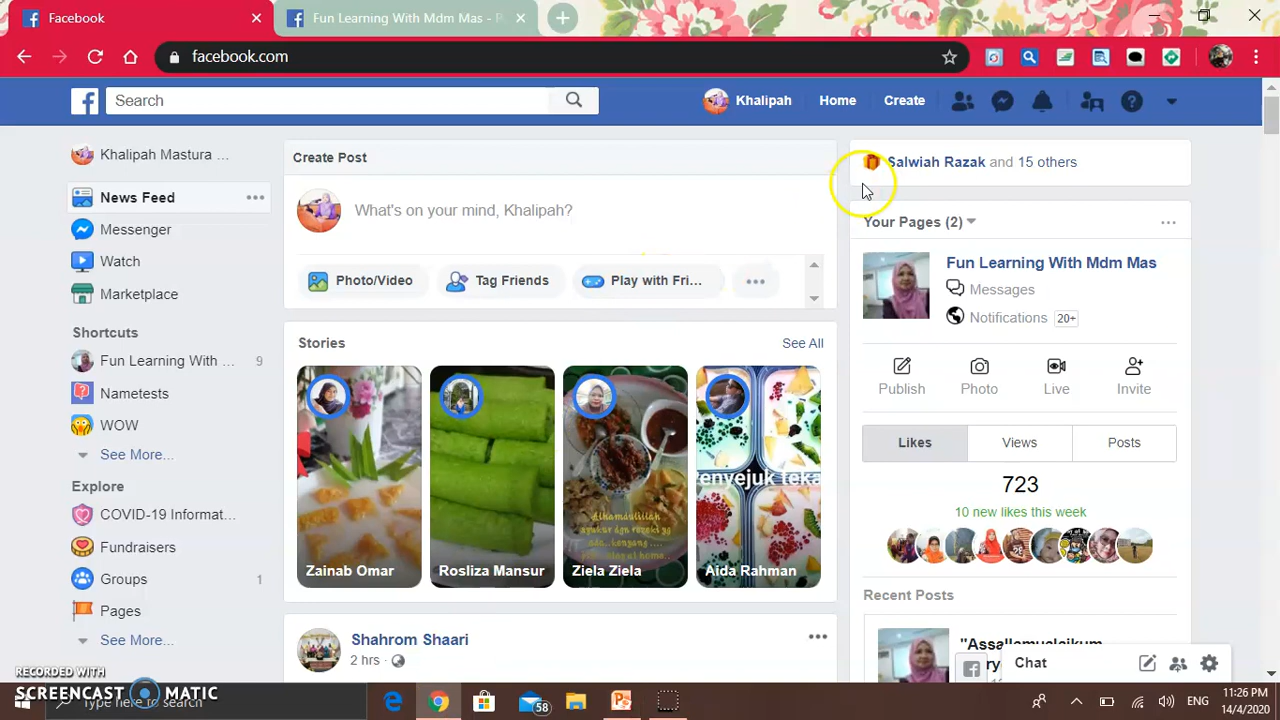 Facebook
Fun Learning With Mdm Mas -
facebook.com
Search
Khalipah
Home
Create
Khalipah Mastura ...
News Feed
Messenger
Watch
Marketplace
Shortcuts
Fun Learning With ... 9
Nametests
WOW
See More...
Explore
COVID-19 Informat...
Fundraisers
Groups 1
Pages
See More...
Create Post
What's on your mind, Khalipah?
Photo/Video
Tag Friends
Play with Fri...
Stories
See All
Alhamdulillah
Zainab Omar
Rosliza Mansur
Ziela Ziela
Aida Rahman
Shahrom Shaari
2 hrs
Salwiah Razak and 15 others
Your Pages (2)
Fun Learning With Mdm Mas
Messages
Notifications 20+
Publish
Photo
Live
Invite
Likes
Views
Posts
723
10 new likes this week
Recent Posts
Chat
RECORDED WITH
SCREENCAST MATIC
Type here to search
58
ENG
11:26 PM
14/4/2020